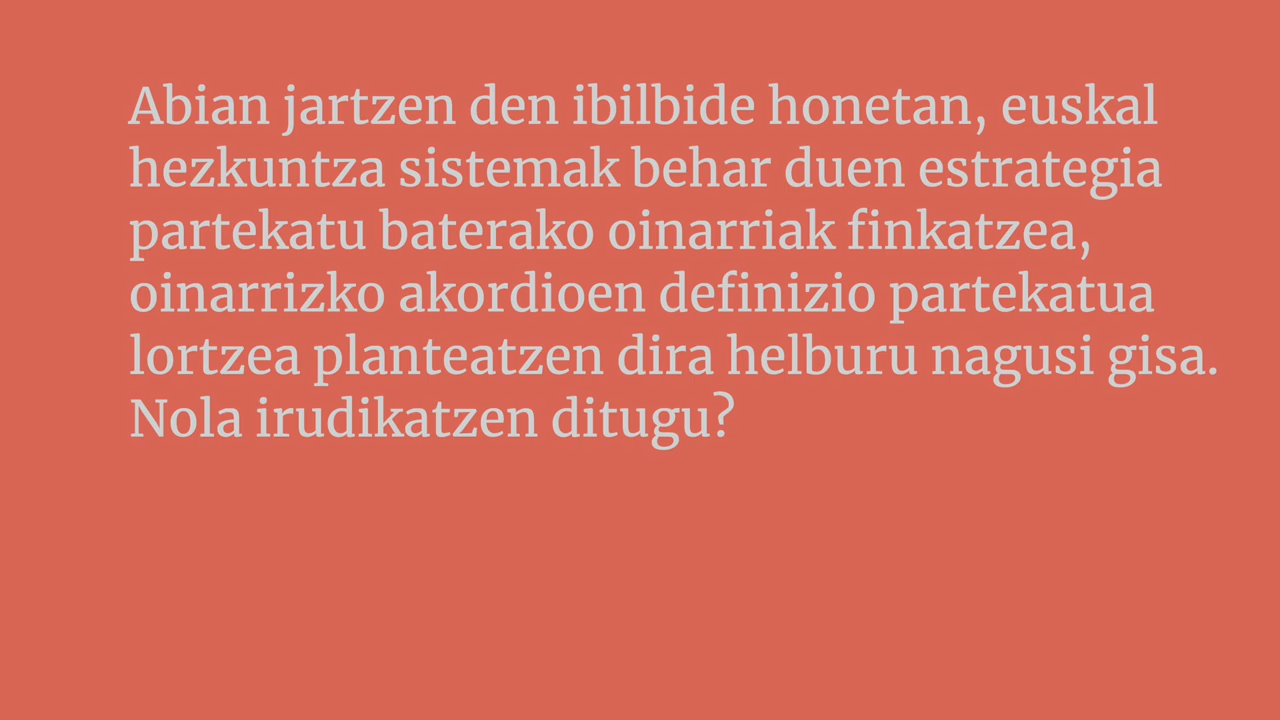 Abian jartzen den ibilbide honetan, euskal
hezkuntza sistemak behar duen estrategia
partekatu baterako oinarriak finkatzea,
oinarrizko akordioen definizio partekatua
lortzea planteatzen dira helburu nagusi gisa.
Nola irudikatzen ditugu?